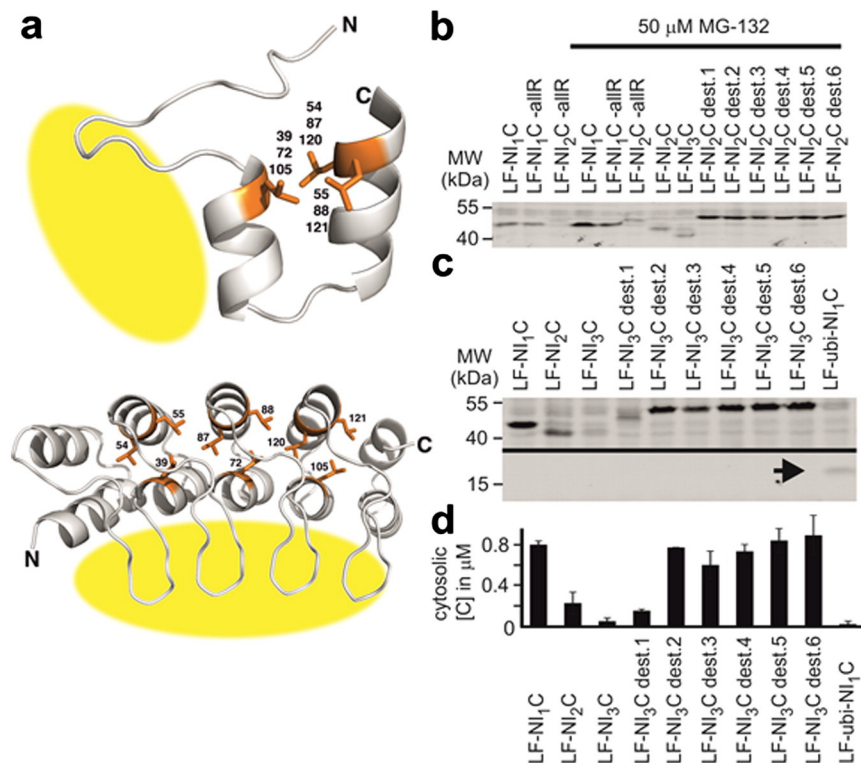 a
N
C
54
87
120
39
72
105
55
88
121
54
55
39
87
88
72
120
121
105
C
N
b
50 µM MG-132
MW
(kDa)
LF-NI1C
LF-NI1C -allR
LF-NI2C -allR
LF-NI1C
LF-NI1C -allR
LF-NI2C -allR
LF-NI2C
LF-NI3C
LF-NI2C dest.1
LF-NI2C dest.2
LF-NI2C dest.3
LF-NI2C dest.4
LF-NI2C dest.5
LF-NI2C dest.6
55
40
c
MW
(kDa)
LF-NI1C
LF-NI2C
LF-NI3C
LF-NI3C dest.1
LF-NI3C dest.2
LF-NI3C dest.3
LF-NI3C dest.4
LF-NI3C dest.5
LF-NI3C dest.6
LF-ubi-NI1C
55
40
15
d
cytosolic
[C] in µM
0.8
0.4
0
LF-NI1C
LF-NI2C
LF-NI3C
LF-NI3C dest.1
LF-NI3C dest.2
LF-NI3C dest.3
LF-NI3C dest.4
LF-NI3C dest.5
LF-NI3C dest.6
LF-ubi-NI1C